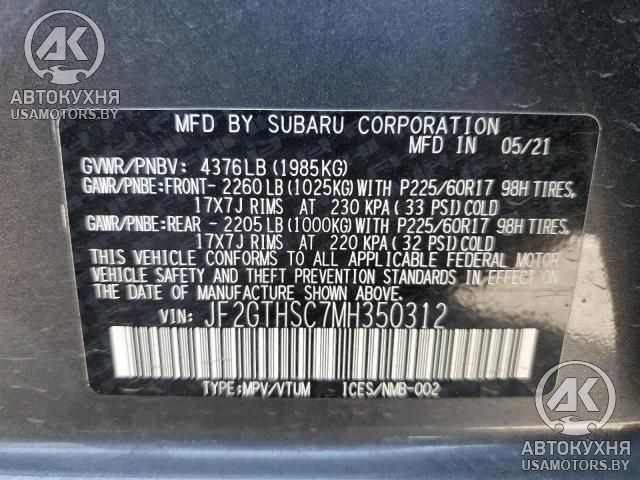 AK
АВТОКУХНЯ
USAMOTORS.BY
MFD BY SUBARU CORPORATION
MFD IN 05/21
GVWR/PNBV: 4376LB (1985KG)
GAWR/PNBE:FRONT- 2260LB (1025KG) WITH P225/60R17 98H TIRES,
17X7J RIMS AT 230 KPA (33 PSI) COLD
GAWR/PNBE:REAR - 2205LB (1000KG) WITH P225/60R17 98H TIRES,
17X7J RIMS AT 220 KPA (32 PSI) COLD
THIS VEHICLE CONFORMS TO ALL APPLICABLE FEDERAL MOTOR
VEHICLE SAFETY AND THEFT PREVENTION STANDARDS IN EFFECT ON
THE DATE OF MANUFACTURE SHOWN ABOVE.
VIN: JF2GTHSC7MH350312
TYPE:MPV/VTUM ICES/NMB-002
АВТОКУХНЯ
USAMOTORS.BY